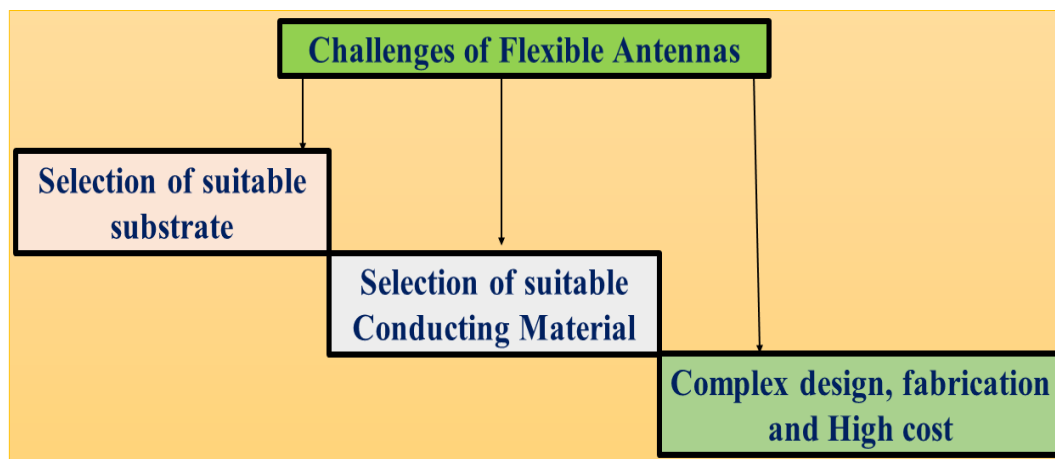 Challenges of Flexible Antennas
Selection of suitable
substrate
Selection of suitable
Conducting Material
Complex design, fabrication
and High cost